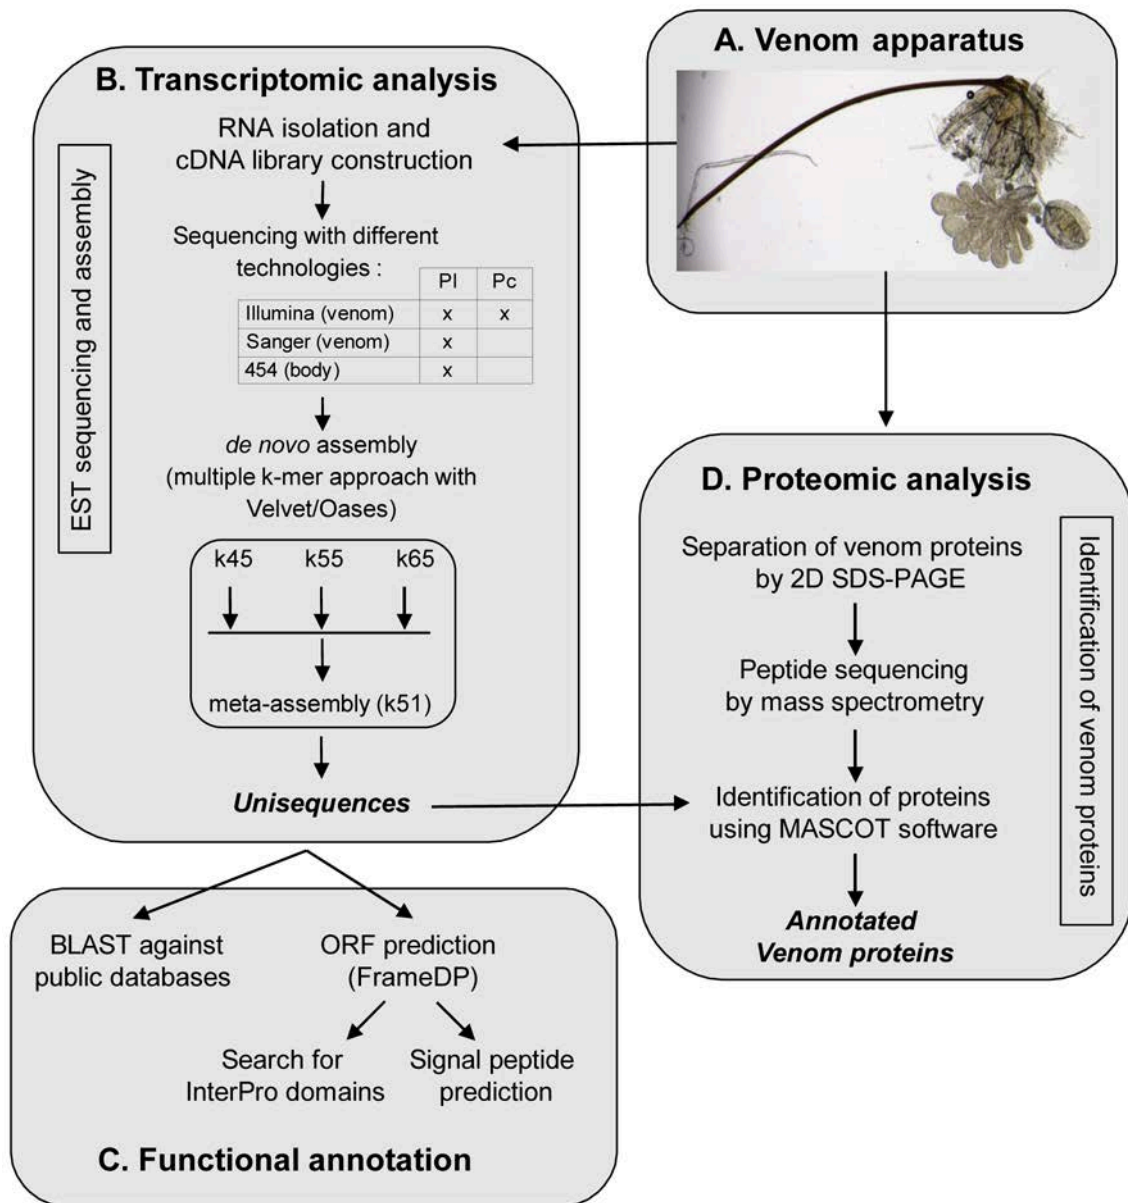 A. Venom apparatus
B. Transcriptomic analysis
EST sequencing and assembly
RNA isolation and
cDNA library construction
Sequencing with different
technologies :
Pl Pc
Illumina (venom) x x
Sanger (venom) x
454 (body) x
de novo assembly
(multiple k-mer approach with
Velvet/Oases)
k45 k55 k65
meta-assembly (k51)
Unisequences
BLAST against
public databases
ORF prediction
(FrameDP)
Search for
InterPro domains
Signal peptide
prediction
C. Functional annotation
D. Proteomic analysis
Identification of venom proteins
Separation of venom proteins
by 2D SDS-PAGE
Peptide sequencing
by mass spectrometry
Identification of proteins
using MASCOT software
Annotated
Venom proteins